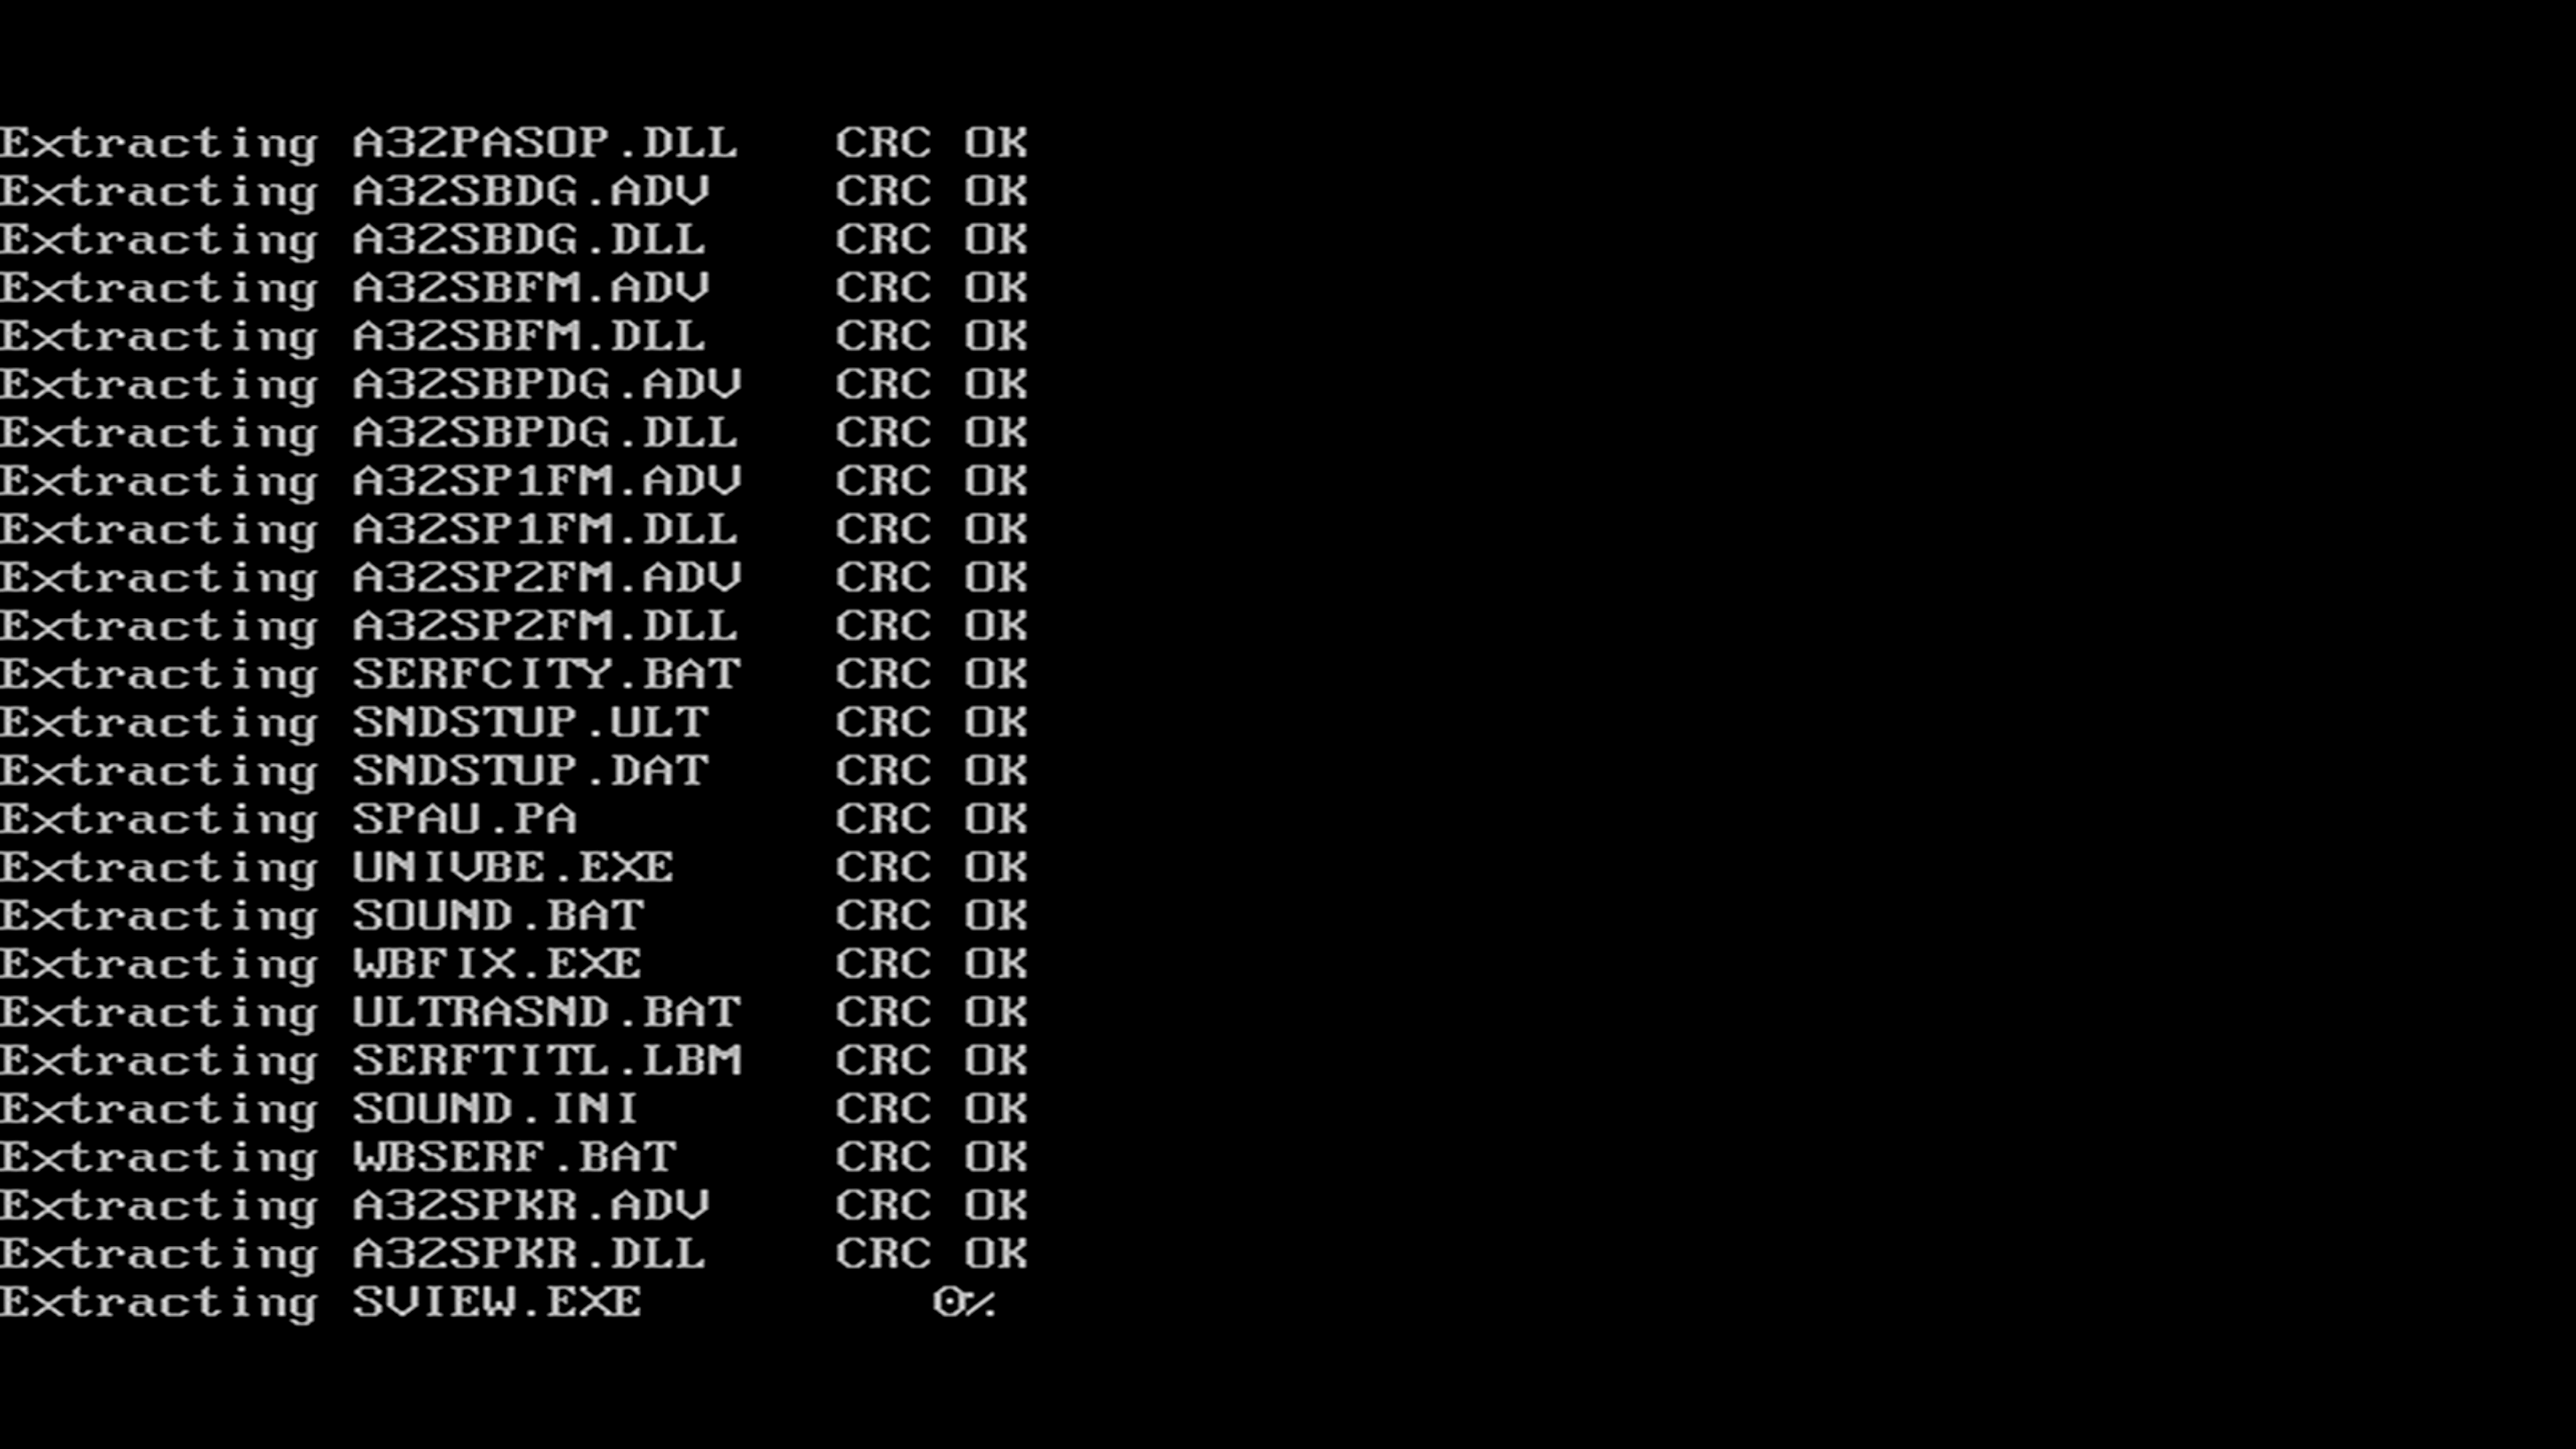 Extracting A32PASOP.DLL   CRC OK
Extracting A32SBDG.ADV    CRC OK
Extracting A32SBDG.DLL    CRC OK
Extracting A32SBFM.ADV    CRC OK
Extracting A32SBFM.DLL    CRC OK
Extracting A32SBPDG.ADV   CRC OK
Extracting A32SBPDG.DLL   CRC OK
Extracting A32SP1FM.ADV   CRC OK
Extracting A32SP1FM.DLL   CRC OK
Extracting A32SP2FM.ADV   CRC OK
Extracting A32SP2FM.DLL   CRC OK
Extracting SERFCITY.BAT   CRC OK
Extracting SNDSTUP.ULT    CRC OK
Extracting SNDSTUP.DAT    CRC OK
Extracting SPAU.PA        CRC OK
Extracting UNIVBE.EXE     CRC OK
Extracting SOUND.BAT      CRC OK
Extracting WBFIX.EXE      CRC OK
Extracting ULTRASND.BAT   CRC OK
Extracting SERFTITL.LBM   CRC OK
Extracting SOUND.INI      CRC OK
Extracting WBSERF.BAT     CRC OK
Extracting A32SPKR.ADV    CRC OK
Extracting A32SPKR.DLL    CRC OK
Extracting SVIEW.EXE         0%